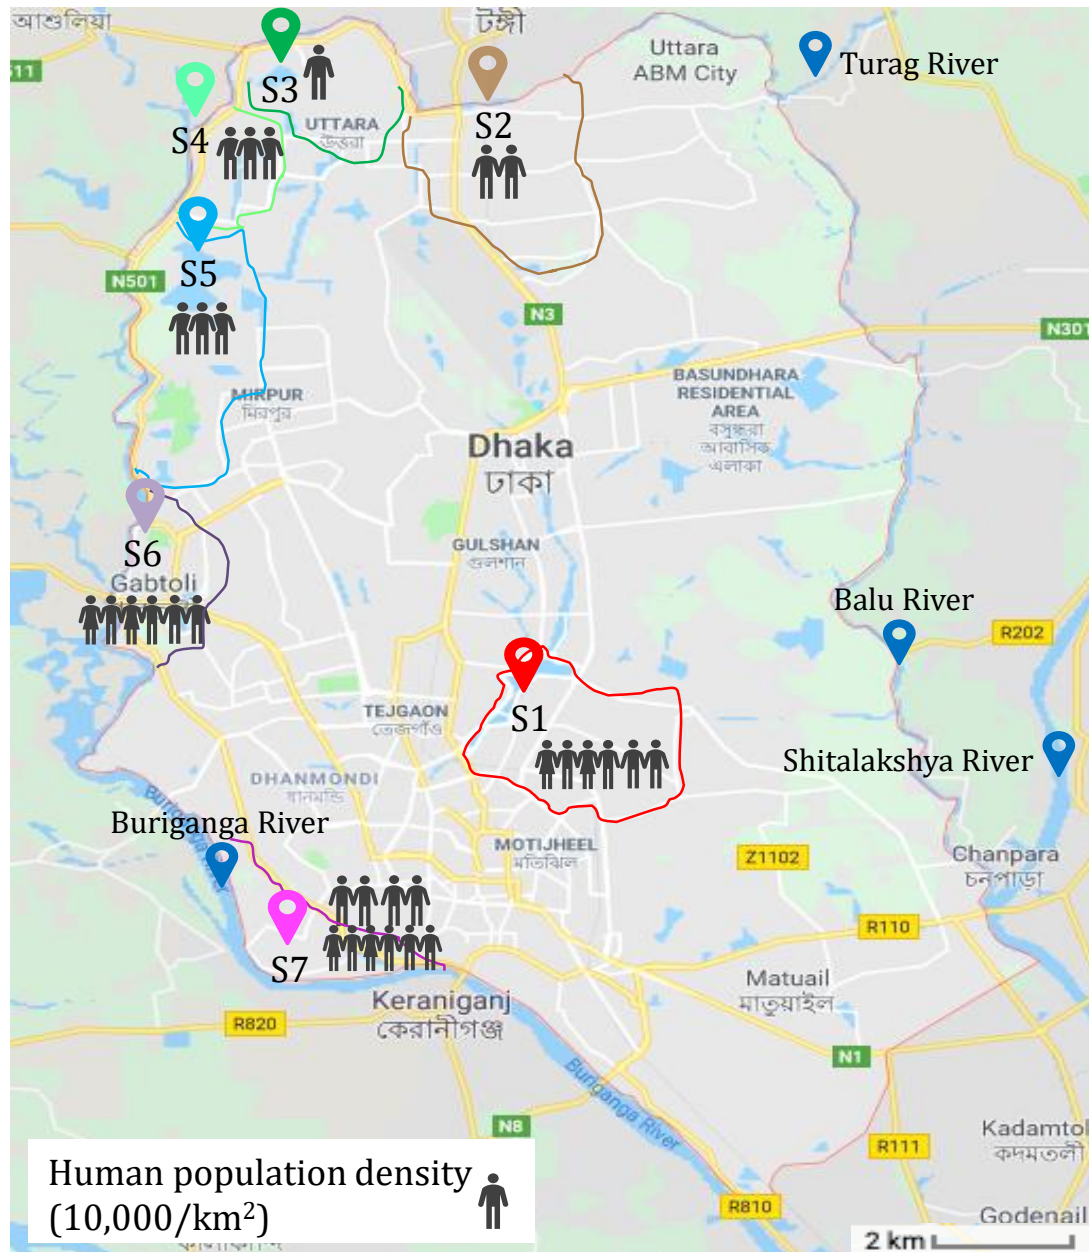 আশুলিয়া
টঙ্গী
Uttara
ABM City
Turag River
511
S3
S2
UTTARA
উত্তরা
S4
S5
N501
N3
N301
MIRPUR
মিরপুর
BASUNDHARA
RESIDENTIAL
AREA
বসুন্ধরা
আবাসিক
এলাকা
Dhaka
ঢাকা
S6
GULSHAN
গুলশান
Gabtoli
Balu River
R202
S1
TEJGAON
তেজগাঁও
Shitalakshya River
DHANMONDI
ধানমন্ডি
Buriganga River
Buriganga River
MOTIJHEEL
মতিঝিল
Z1102
Chanpara
চনপাড়া
R110
S7
Matuail
মাতুয়াইল
Keraniganj
কেরানীগঞ্জ
R820
N1
Buriganga River
N8
Kadamtol
কদমতলী
R111
Human population density
(10,000/km²)
R810
Godenail
2 km